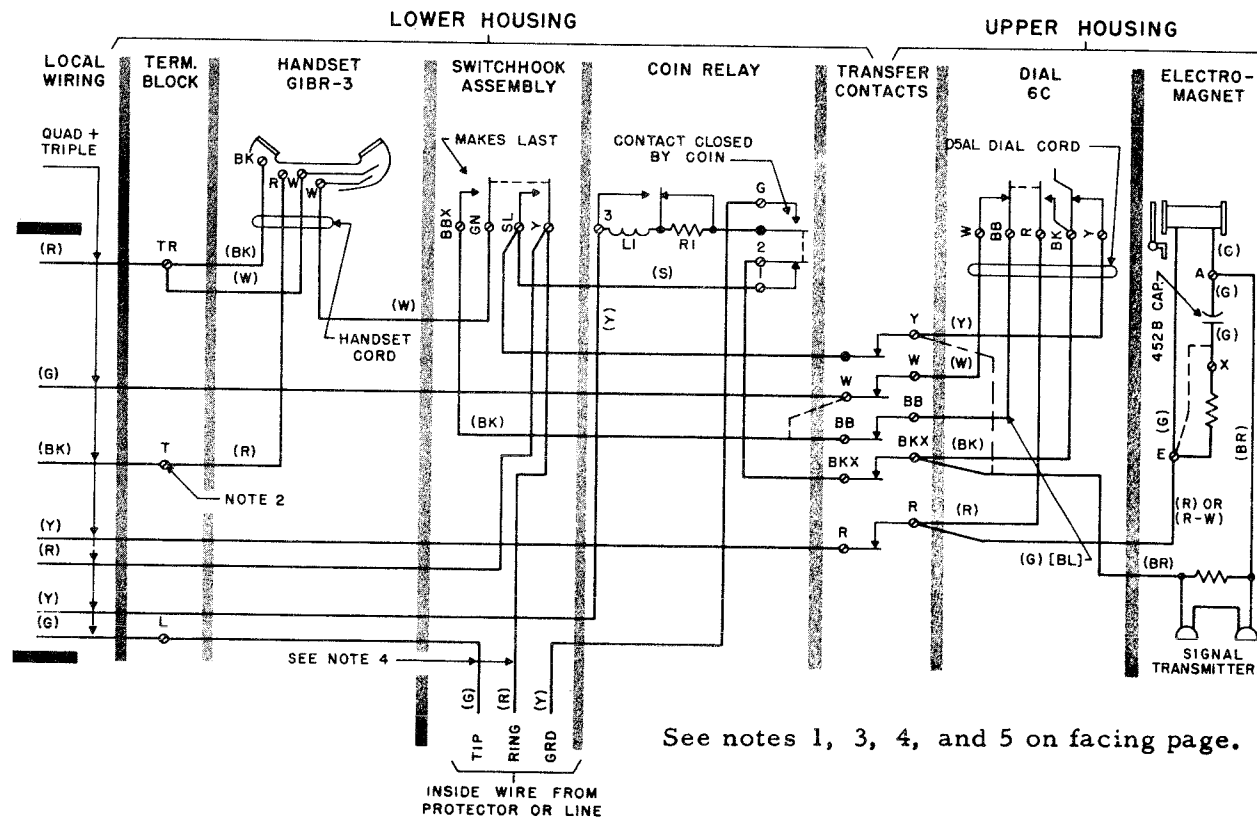 LOWER HOUSING
UPPER HOUSING
LOCAL WIRING
TERM. BLOCK
HANDSET G1BR-3
SWITCHHOOK ASSEMBLY
COIN RELAY
TRANSFER CONTACTS
DIAL 6C
ELECTRO-MAGNET
QUAD + TRIPLE
MAKES LAST
CONTACT CLOSED BY COIN
D5AL DIAL CORD
BK
R
W
W
BBX
GN
SL
Y
3
L1
R1
G
2
W
BB
R
BK
Y
(G)
A
(G)
452B CAP.
(G)
X
(R)
TR
(BK)
(W)
(W)
(S)
(Y)
HANDSET CORD
Y
(Y)
W
(W)
(G)
W
BB
(BK)
BB
BKX
(BK)
(G)
E
(BR)
(BK)
T
(R)
BKX
NOTE 2
R
(R)
(R) OR (R-W)
(Y)
R
(R)
(G) [BL]
(BR)
(Y)
(G)
L
SEE NOTE 4
SIGNAL TRANSMITTER
(G)
(R)
(Y)
TIP
RING
GRD
See notes 1, 3, 4, and 5 on facing page.
INSIDE WIRE FROM
PROTECTOR OR LINE